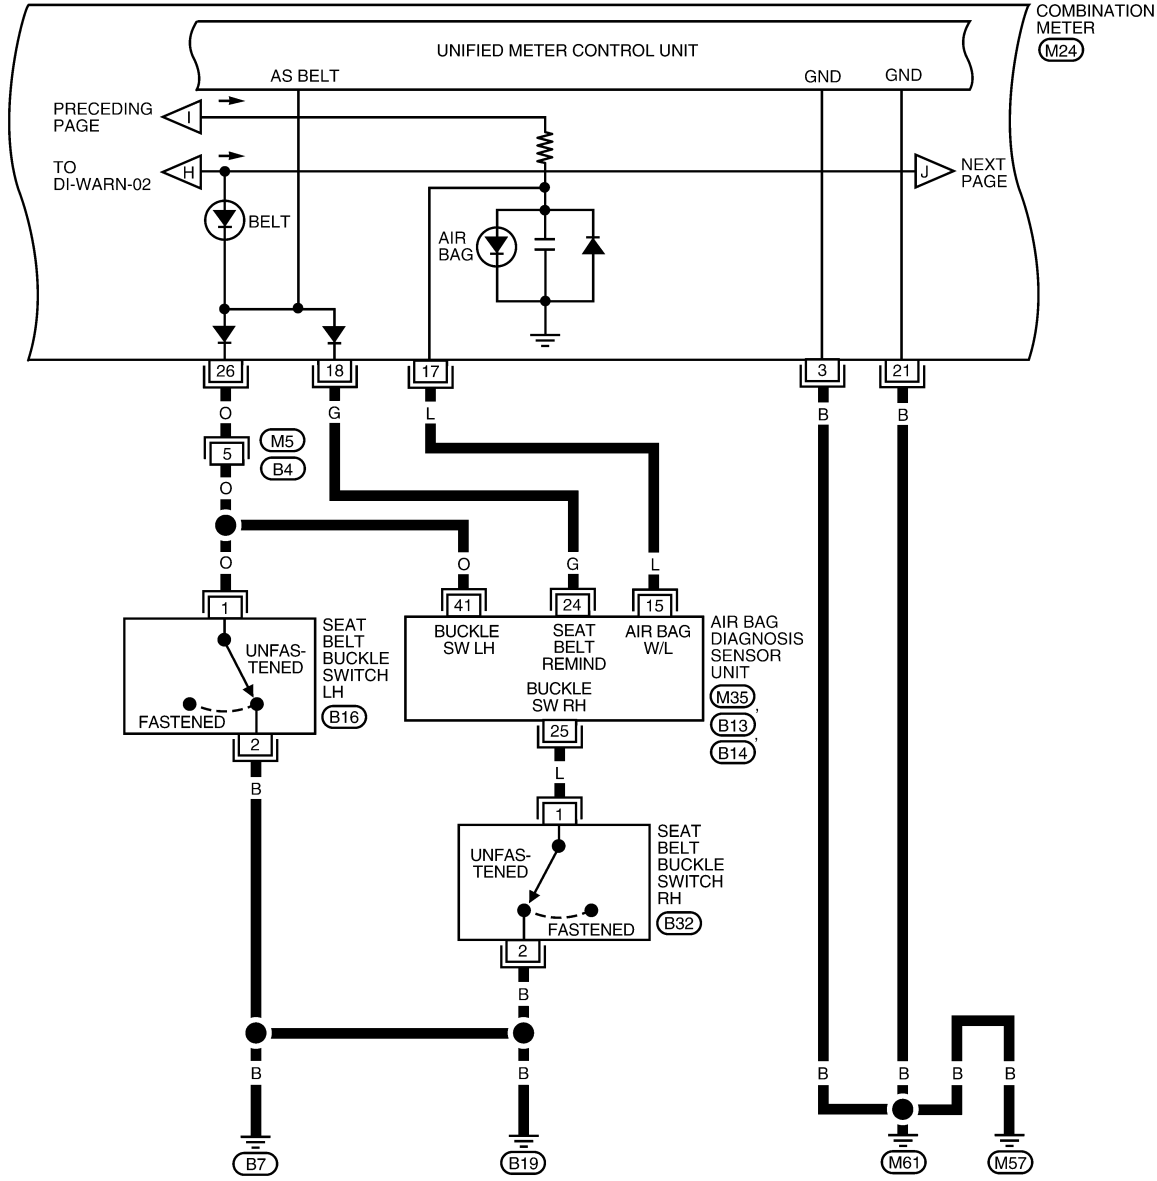 COMBINATION
METER
M24
UNIFIED METER CONTROL UNIT
AS BELT
GND
GND
PRECEDING
PAGE
I
TO
DI-WARN-02
H
J
NEXT
PAGE
BELT
AIR
BAG
26
18
17
3
21
O
G
L
B
B
5
M5
B4
O
O
O
G
L
1
41
24
15
UNFAS-
TENED
FASTENED
SEAT
BELT
BUCKLE
SWITCH
LH
B16
BUCKLE
SW LH
SEAT
BELT
REMIND
AIR BAG
W/L
BUCKLE
SW RH
AIR BAG
DIAGNOSIS
SENSOR
UNIT
M35,
B13,
B14
2
25
B
L
1
UNFAS-
TENED
FASTENED
SEAT
BELT
BUCKLE
SWITCH
RH
B32
2
B
B
B
B
B
B
B
B7
B19
M61
M57